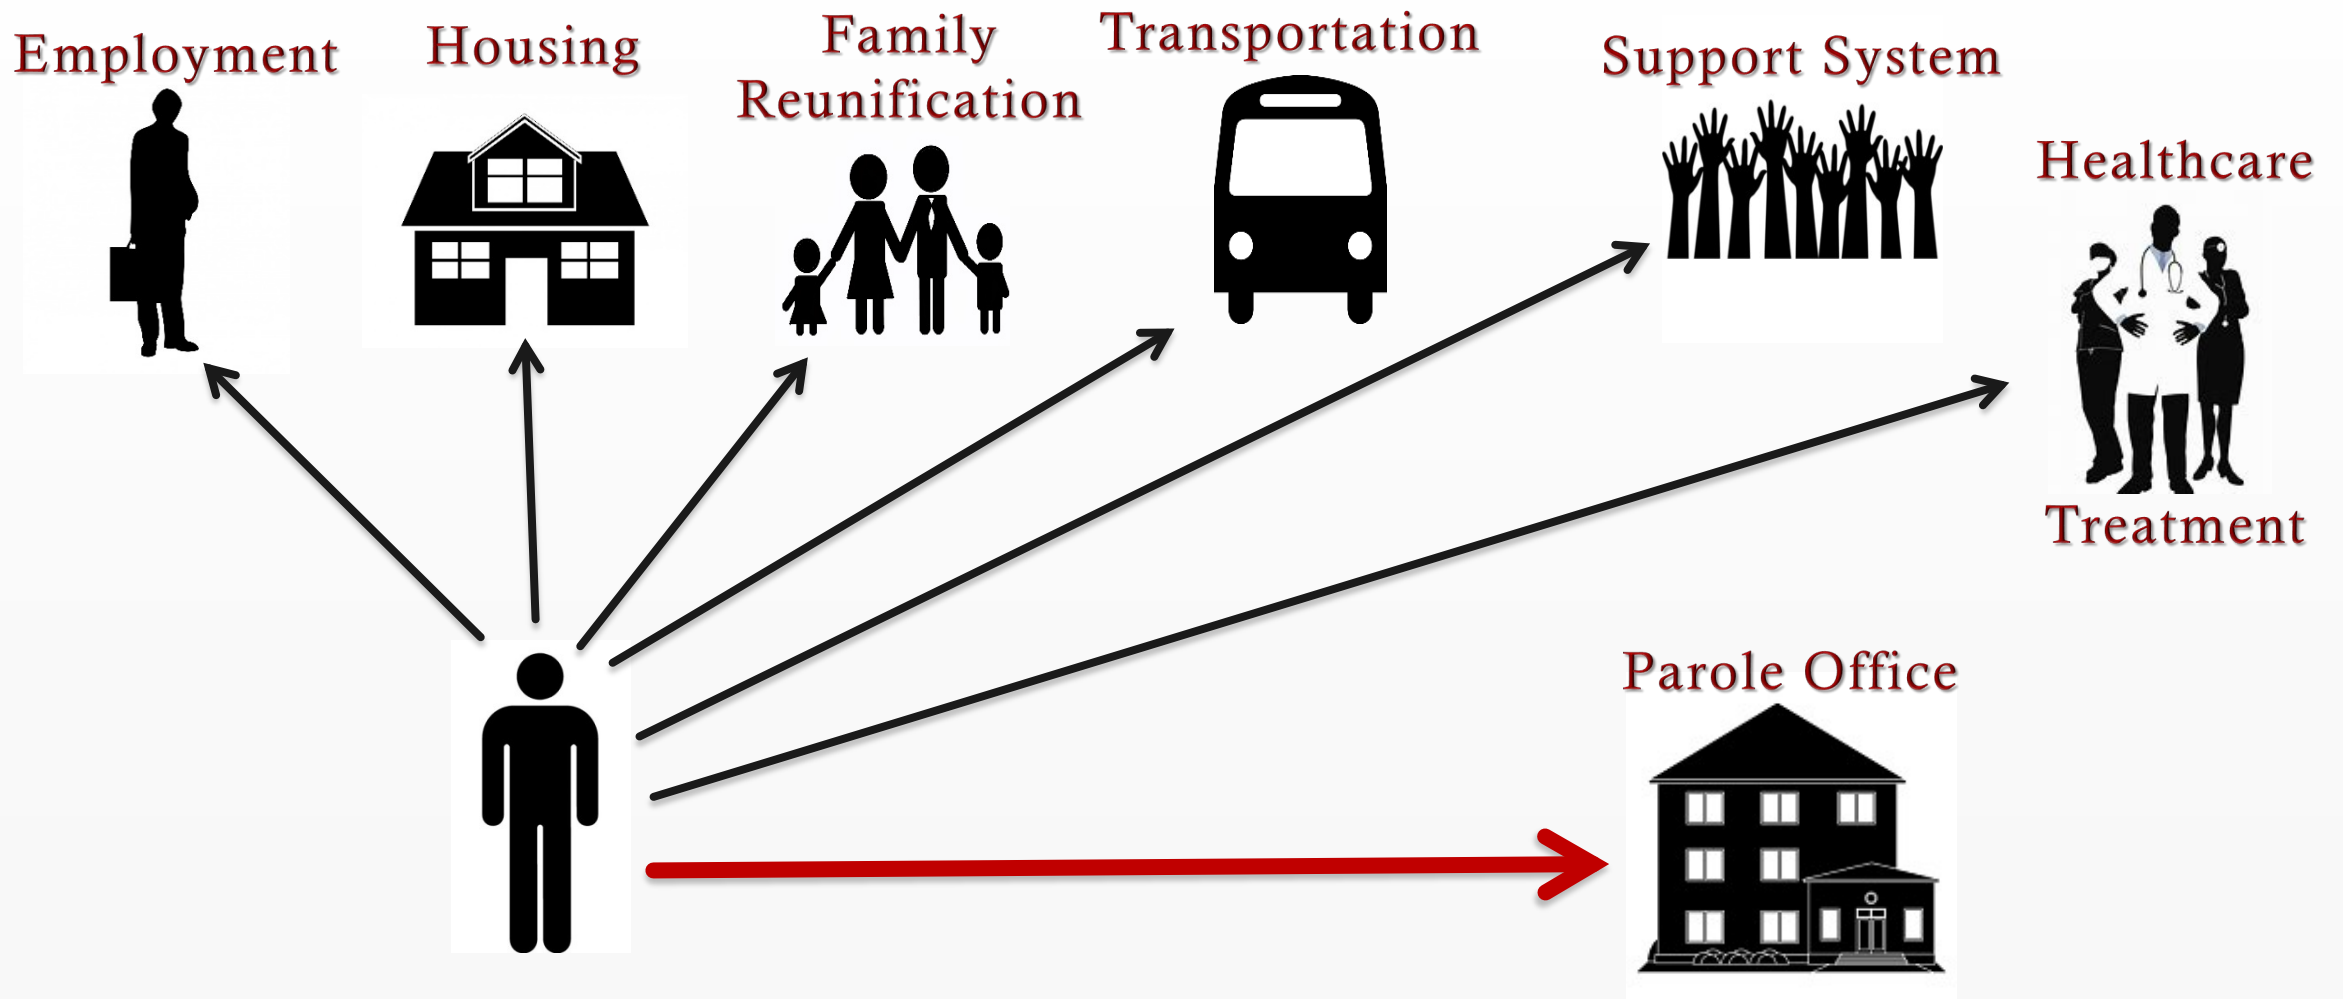 Employment
Housing
Family
Reunification
Transportation
Support System
Healthcare
Treatment
Parole Office